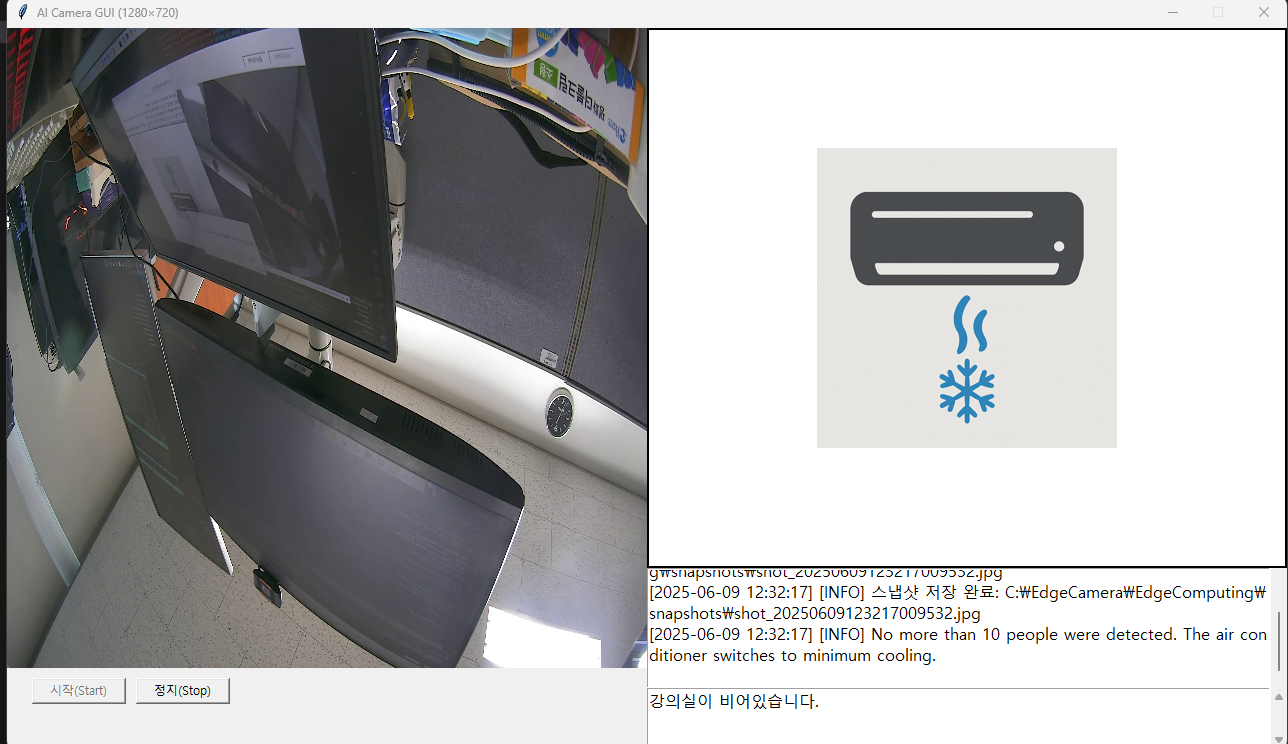 AI Camera GUI (1280×720)
g₩snapshots₩shot_20250609123217009532.jpg
[2025-06-09 12:32:17] [INFO] 스냅샷 저장 완료: C:₩EdgeCamera₩EdgeComputing₩
snapshots₩shot_20250609123217009532.jpg
[2025-06-09 12:32:17] [INFO] No more than 10 people were detected. The air con
ditioner switches to minimum cooling.
시작(Start)
정지(Stop)
강의실이 비어있습니다.